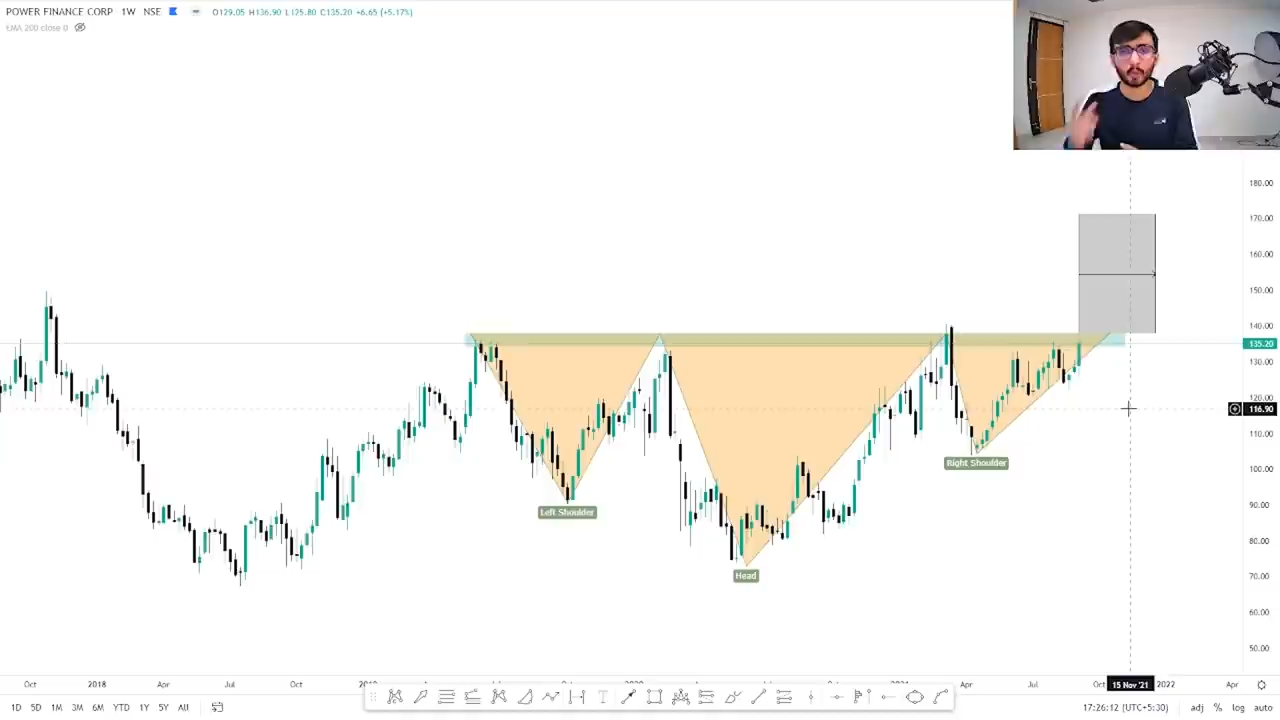 POWER FINANCE CORP 1W NSE O129.05 H136.90 L125.80 C135.20 +6.65 (+5.17%)
EMA 200 close 0
180.00
170.00
160.00
150.00
140.00
135.20
130.00
120.00
116.90
110.00
100.00
90.00
80.00
70.00
60.00
50.00
Right Shoulder
Left Shoulder
Head
Oct 2018 Apr Jul Oct 2019 2020 2021 Apr Jul Oct 15 Nov '21 2022 Apr
1D 5D 1M 3M 6M YTD 1Y 5Y All 17:26:12 (UTC+5:30) adj % log auto